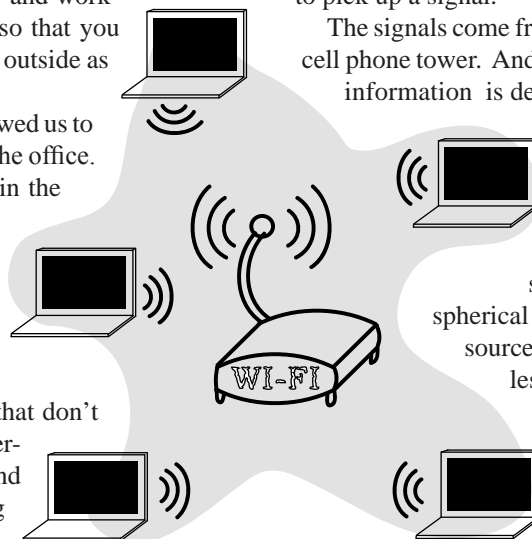 and work
so that you
outside as
wed us to
he office.
in the
that don't
er-
nd
g
to pick up a signal.
The signals come fr
cell phone tower. And
information is de
s
spherical
source
les
WI-FI